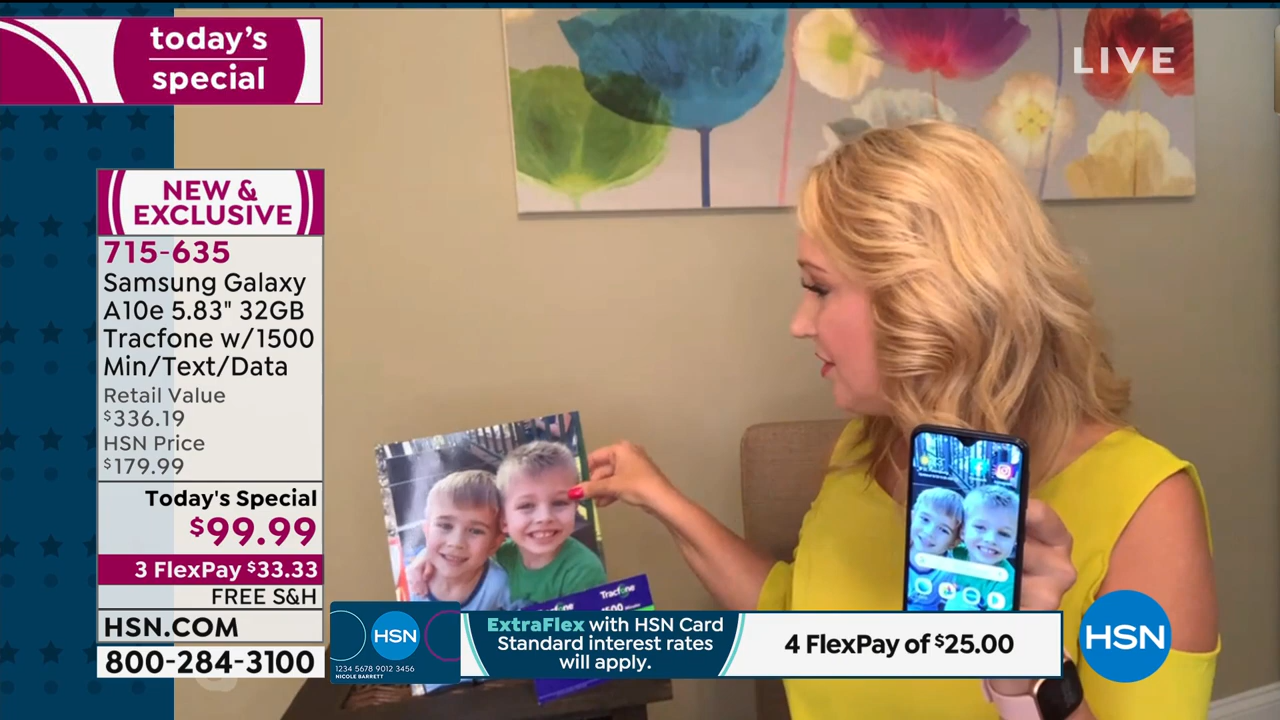 today's
special
LIVE
NEW &
EXCLUSIVE
715-635
Samsung Galaxy
A10e 5.83" 32GB
Tracfone w/1500
Min/Text/Data
Retail Value
$336.19
HSN Price
$179.99
Today's Special
$99.99
3 FlexPay $33.33
FREE S&H
HSN.COM
800-284-3100
HSN
1234 5678 9012 3456
NICOLE BARRETT
ExtraFlex with HSN Card
Standard interest rates
will apply.
4 FlexPay of $25.00
HSN
Tracfone
Tracfone